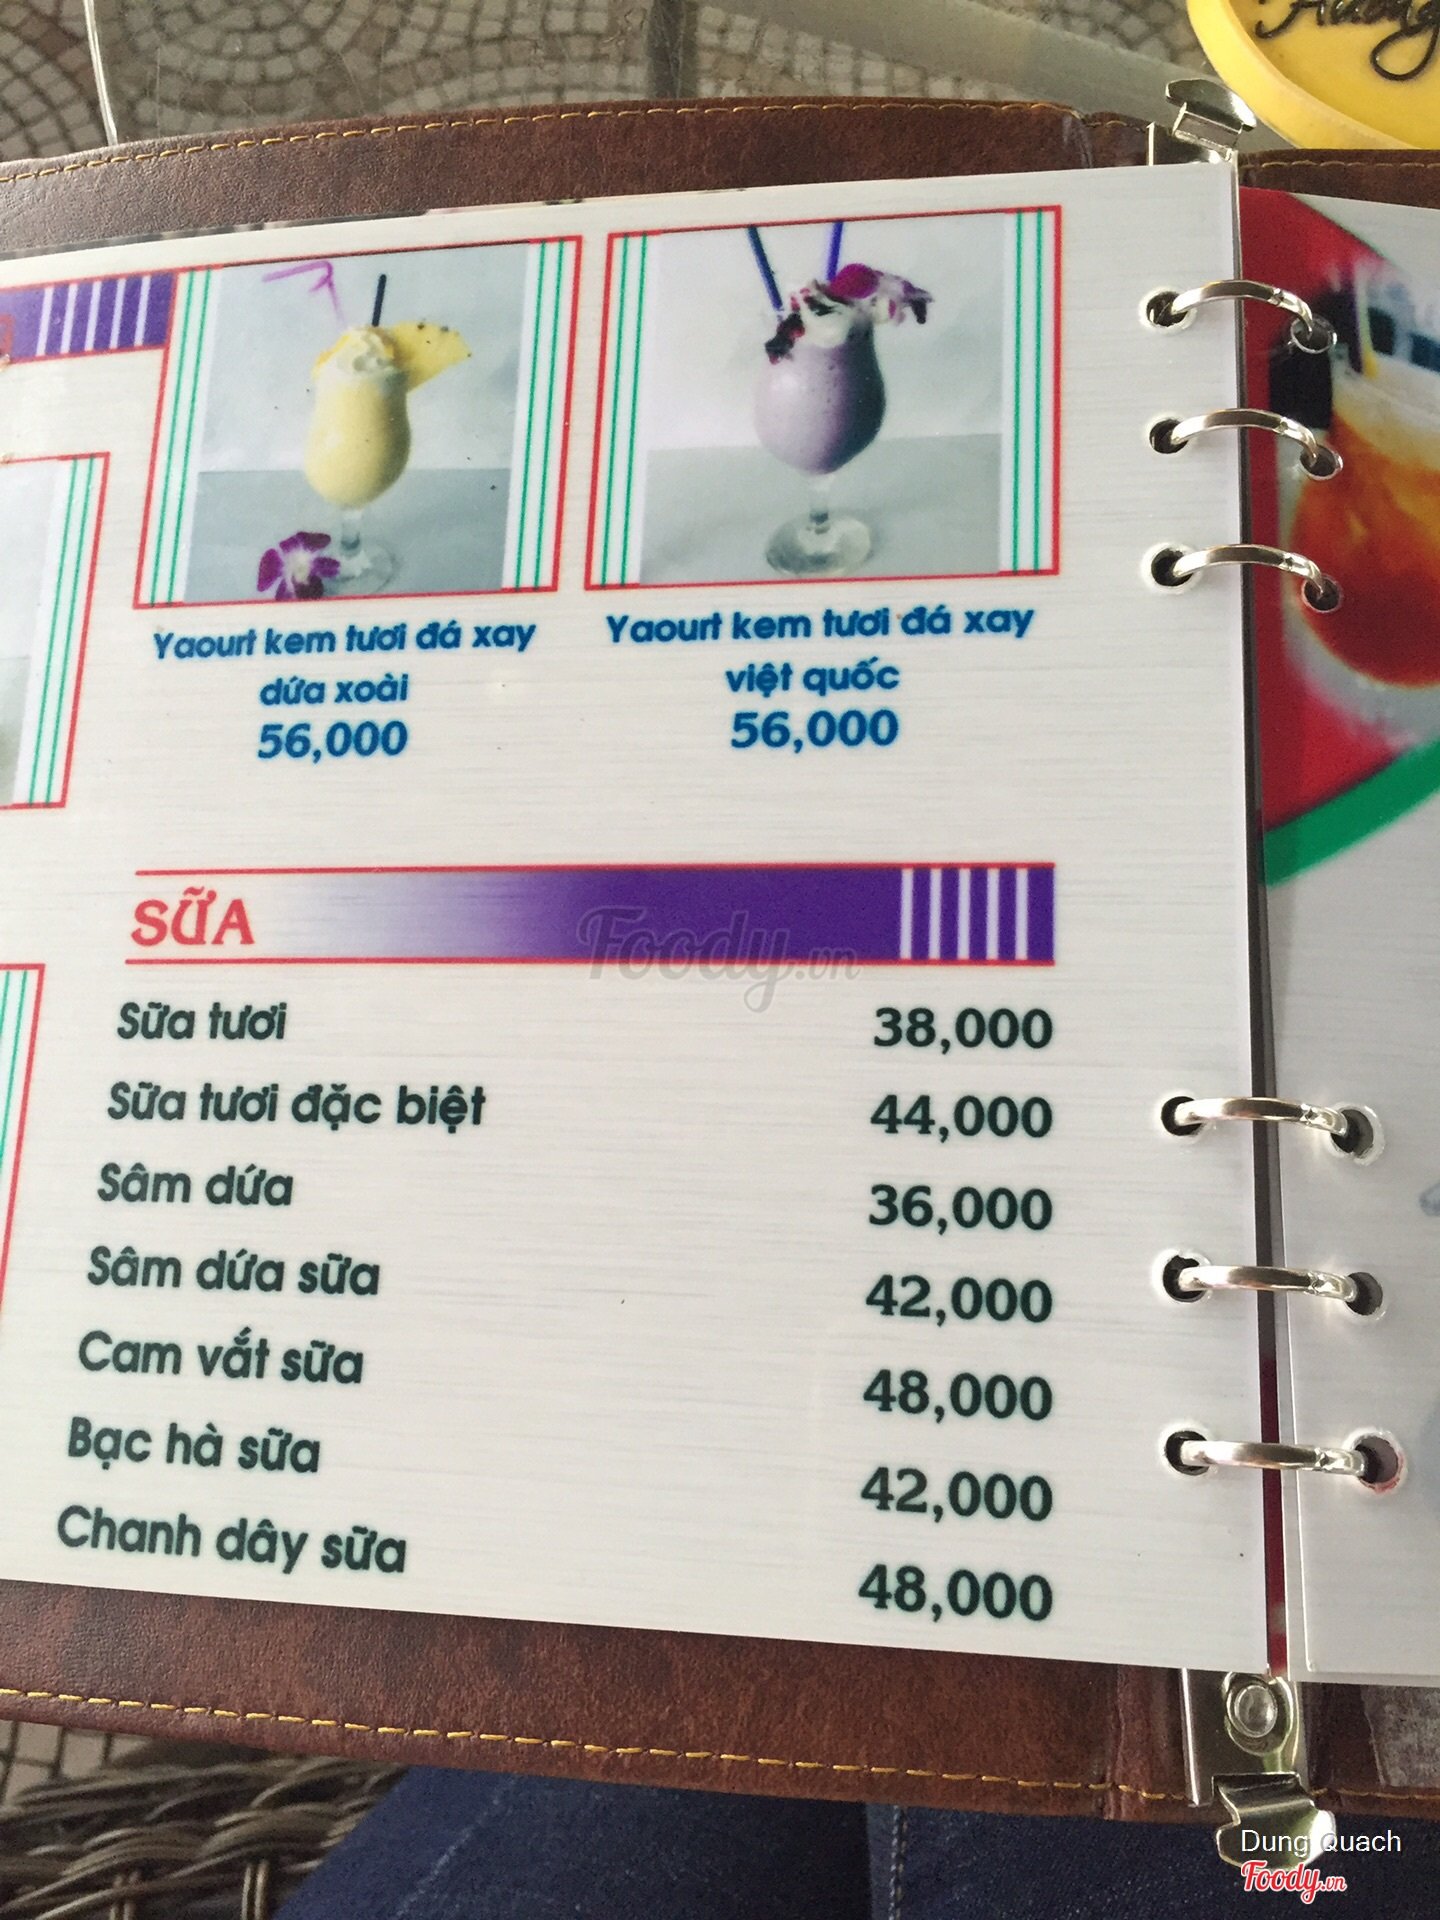 Yaourt kem tươi đá xay
dứa xoài
56,000
Yaourt kem tươi đá xay
việt quốc
56,000
SỮA
Foody.vn
Sữa tươi 38,000
Sữa tươi đặc biệt 44,000
Sâm dứa 36,000
Sâm dứa sữa 42,000
Cam vắt sữa 48,000
Bạc hà sữa 42,000
Chanh dây sữa 48,000
Dung Quach
Foody.vn